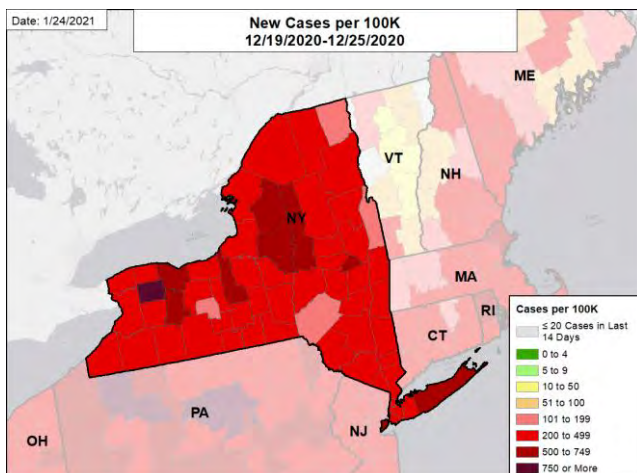 Date: 1/24/2021
New Cases per 100K
12/19/2020-12/25/2020
ME
VT
NH
NY
MA
CT
RI
PA
NJ
OH
Cases per 100K
≤ 20 Cases in Last
14 Days
0 to 4
5 to 9
10 to 50
51 to 100
101 to 199
200 to 499
500 to 749
750 or More